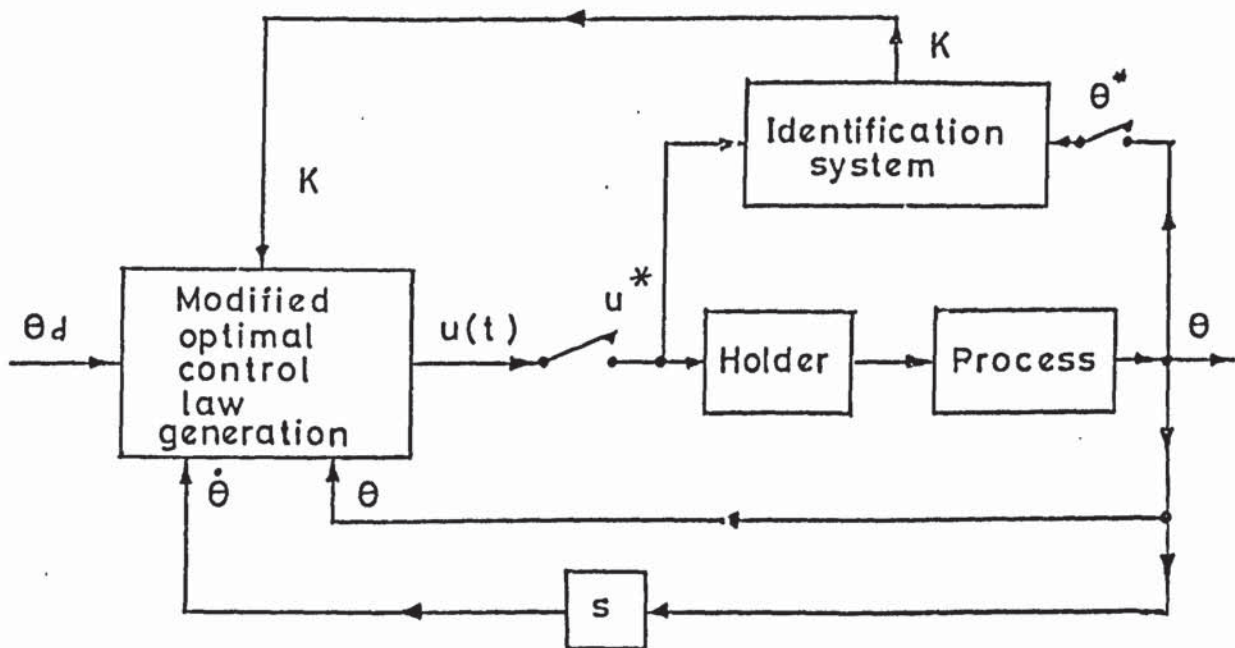 K
θ*
Identification
system
K
u*
Modified
optimal
control
law
generation
θd
u(t)
Holder
Process
θ
θ̇
θ
s